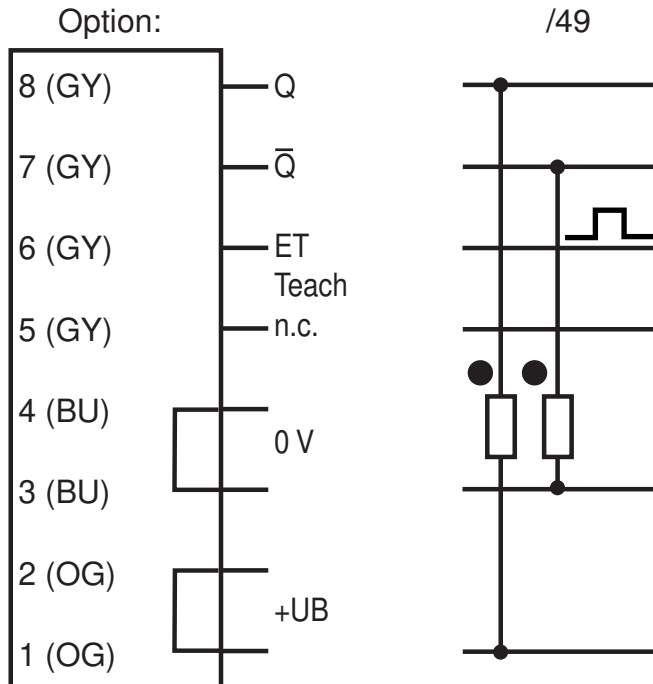 Option: /49
8 (GY) Q
7 (GY) Q̅
6 (GY) ET
Teach
5 (GY) n.c.
4 (BU)
0 V
3 (BU)
2 (OG)
+UB
1 (OG)